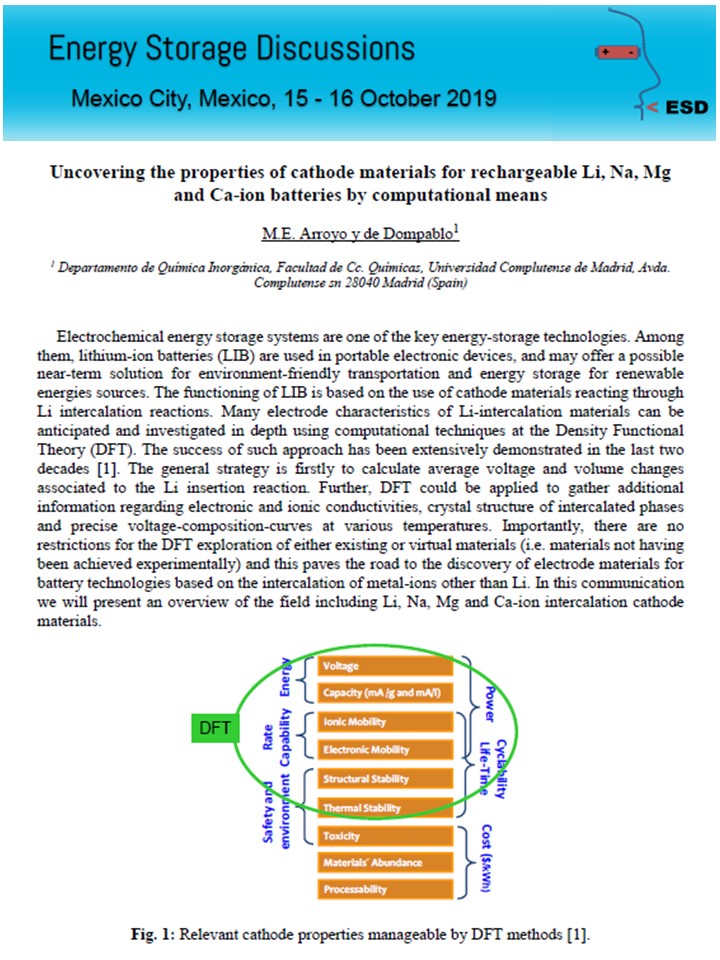 Energy Storage Discussions
Mexico City, Mexico, 15 - 16 October 2019
+ -
< ESD
Uncovering the properties of cathode materials for rechargeable Li, Na, Mg
and Ca-ion batteries by computational means
M.E. Arroyo y de Dompablo1
1 Departamento de Química Inorgánica, Facultad de Cc. Químicas, Universidad Complutense de Madrid, Avda.
Complutense sn 28040 Madrid (Spain)
Electrochemical energy storage systems are one of the key energy-storage technologies. Among
them, lithium-ion batteries (LIB) are used in portable electronic devices, and may offer a possible
near-term solution for environment-friendly transportation and energy storage for renewable
energies sources. The functioning of LIB is based on the use of cathode materials reacting through
Li intercalation reactions. Many electrode characteristics of Li-intercalation materials can be
anticipated and investigated in depth using computational techniques at the Density Functional
Theory (DFT). The success of such approach has been extensively demonstrated in the last two
decades [1]. The general strategy is firstly to calculate average voltage and volume changes
associated to the Li insertion reaction. Further, DFT could be applied to gather additional
information regarding electronic and ionic conductivities, crystal structure of intercalated phases
and precise voltage-composition-curves at various temperatures. Importantly, there are no
restrictions for the DFT exploration of either existing or virtual materials (i.e. materials not having
been achieved experimentally) and this paves the road to the discovery of electrode materials for
battery technologies based on the intercalation of metal-ions other than Li. In this communication
we will present an overview of the field including Li, Na, Mg and Ca-ion intercalation cathode
materials.
DFT
Energy
Rate
Capability
Safety and
environment
Voltage
Capacity (mA /g and mA/l)
Ionic Mobility
Electronic Mobility
Structural Stability
Thermal Stability
Toxicity
Materials' Abundance
Processability
Power
Cyclability
Life-Time
Cost ($/kWh)
Fig. 1: Relevant cathode properties manageable by DFT methods [1].